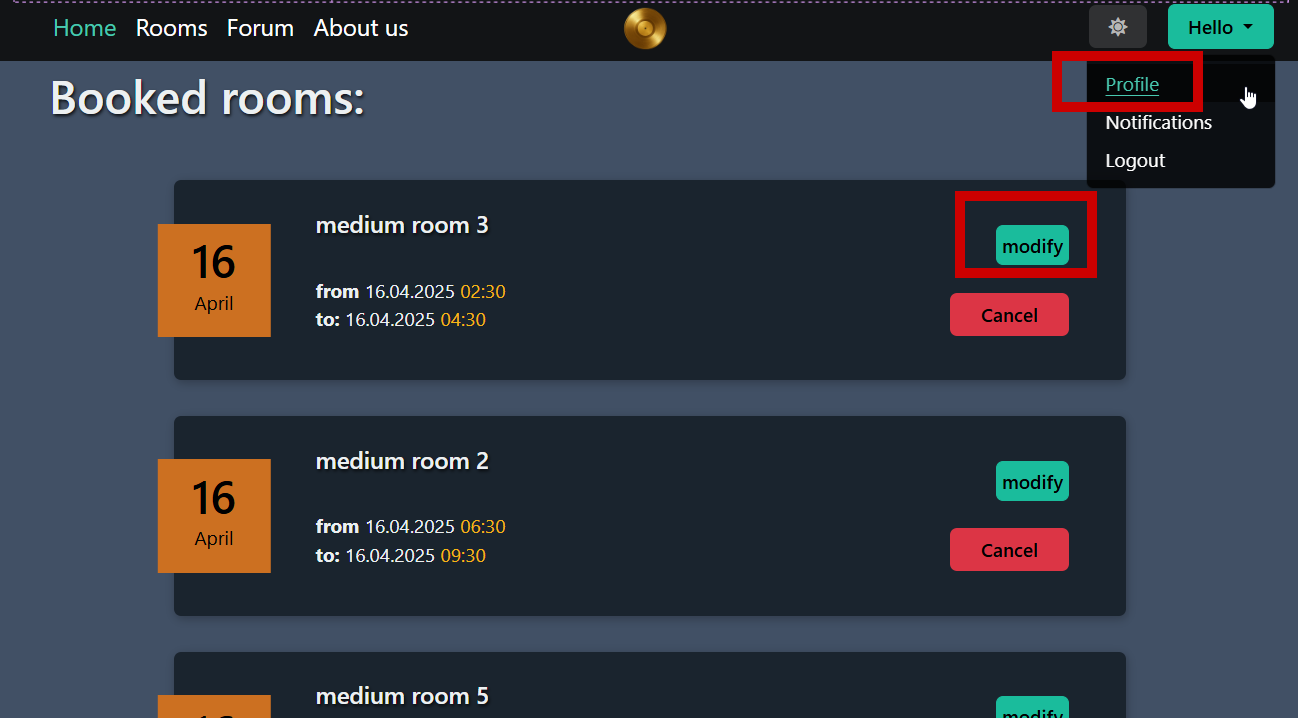 Home Rooms Forum About us Hello
Profile
Notifications
Logout
Booked rooms:
medium room 3
16
April
from 16.04.2025 02:30
to: 16.04.2025 04:30
modify
Cancel
medium room 2
16
April
from 16.04.2025 06:30
to: 16.04.2025 09:30
modify
Cancel
medium room 5
16
modify